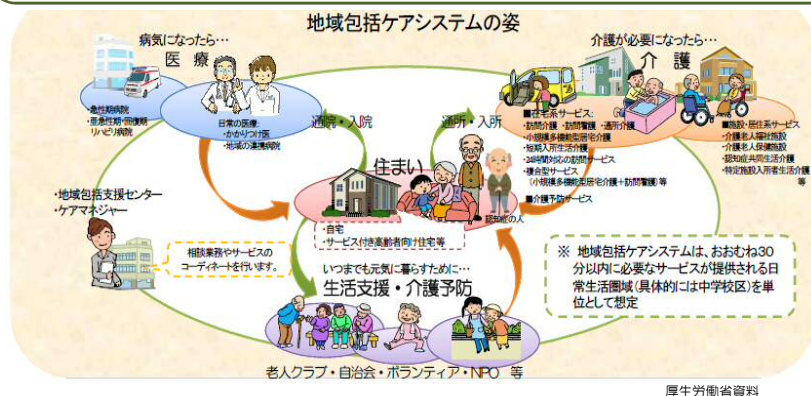 地域包括ケアシステムの姿
病気になったら…
医 療
・急性期病院
・亜急性期・回復期
リハビリ病院
日常の医療:
・かかりつけ医
・地域の連携病院
通院・入院
通所・入所
介護が必要になったら…
介 護
■在宅系サービス:
・訪問介護 ・訪問看護 ・通所介護
・小規模多機能型居宅介護
・短期入所生活介護
・24時間対応の訪問サービス
・複合型サービス
(小規模多機能型居宅介護+訪問看護)等
■介護予防サービス
■施設・居住系サービス
・介護老人福祉施設
・介護老人保健施設
・認知症共同生活介護
・特定施設入所者生活介護
等
住まい
認知症の人
・自宅
・サービス付き高齢者向け住宅等
・地域包括支援センター
・ケアマネジャー
相談業務やサービスの
コーディネートを行います。
いつまでも元気に暮らすために…
生活支援・介護予防
老人クラブ・自治会・ボランティア・NPO 等
※ 地域包括ケアシステムは、おおむね30
分以内に必要なサービスが提供される日
常生活圏域(具体的には中学校区)を単
位として想定
厚生労働省資料